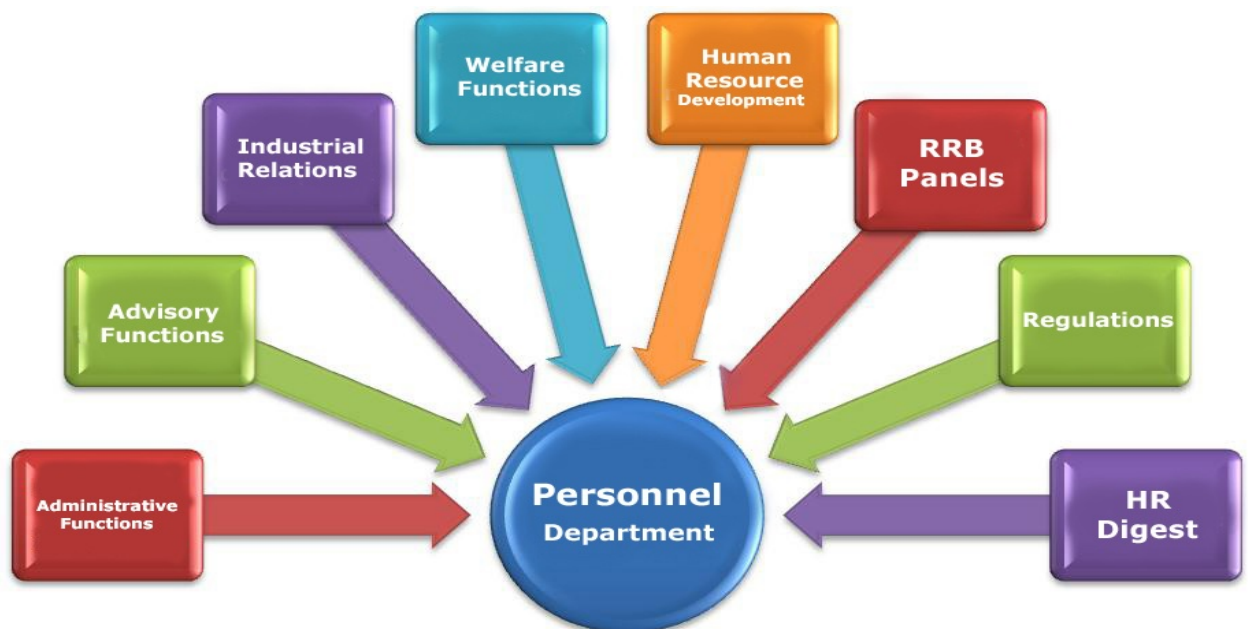 Welfare
Functions
Human
Resource
Development
Industrial
Relations
RRB
Panels
Advisory
Functions
Regulations
Administrative
Functions
Personnel
Department
HR
Digest